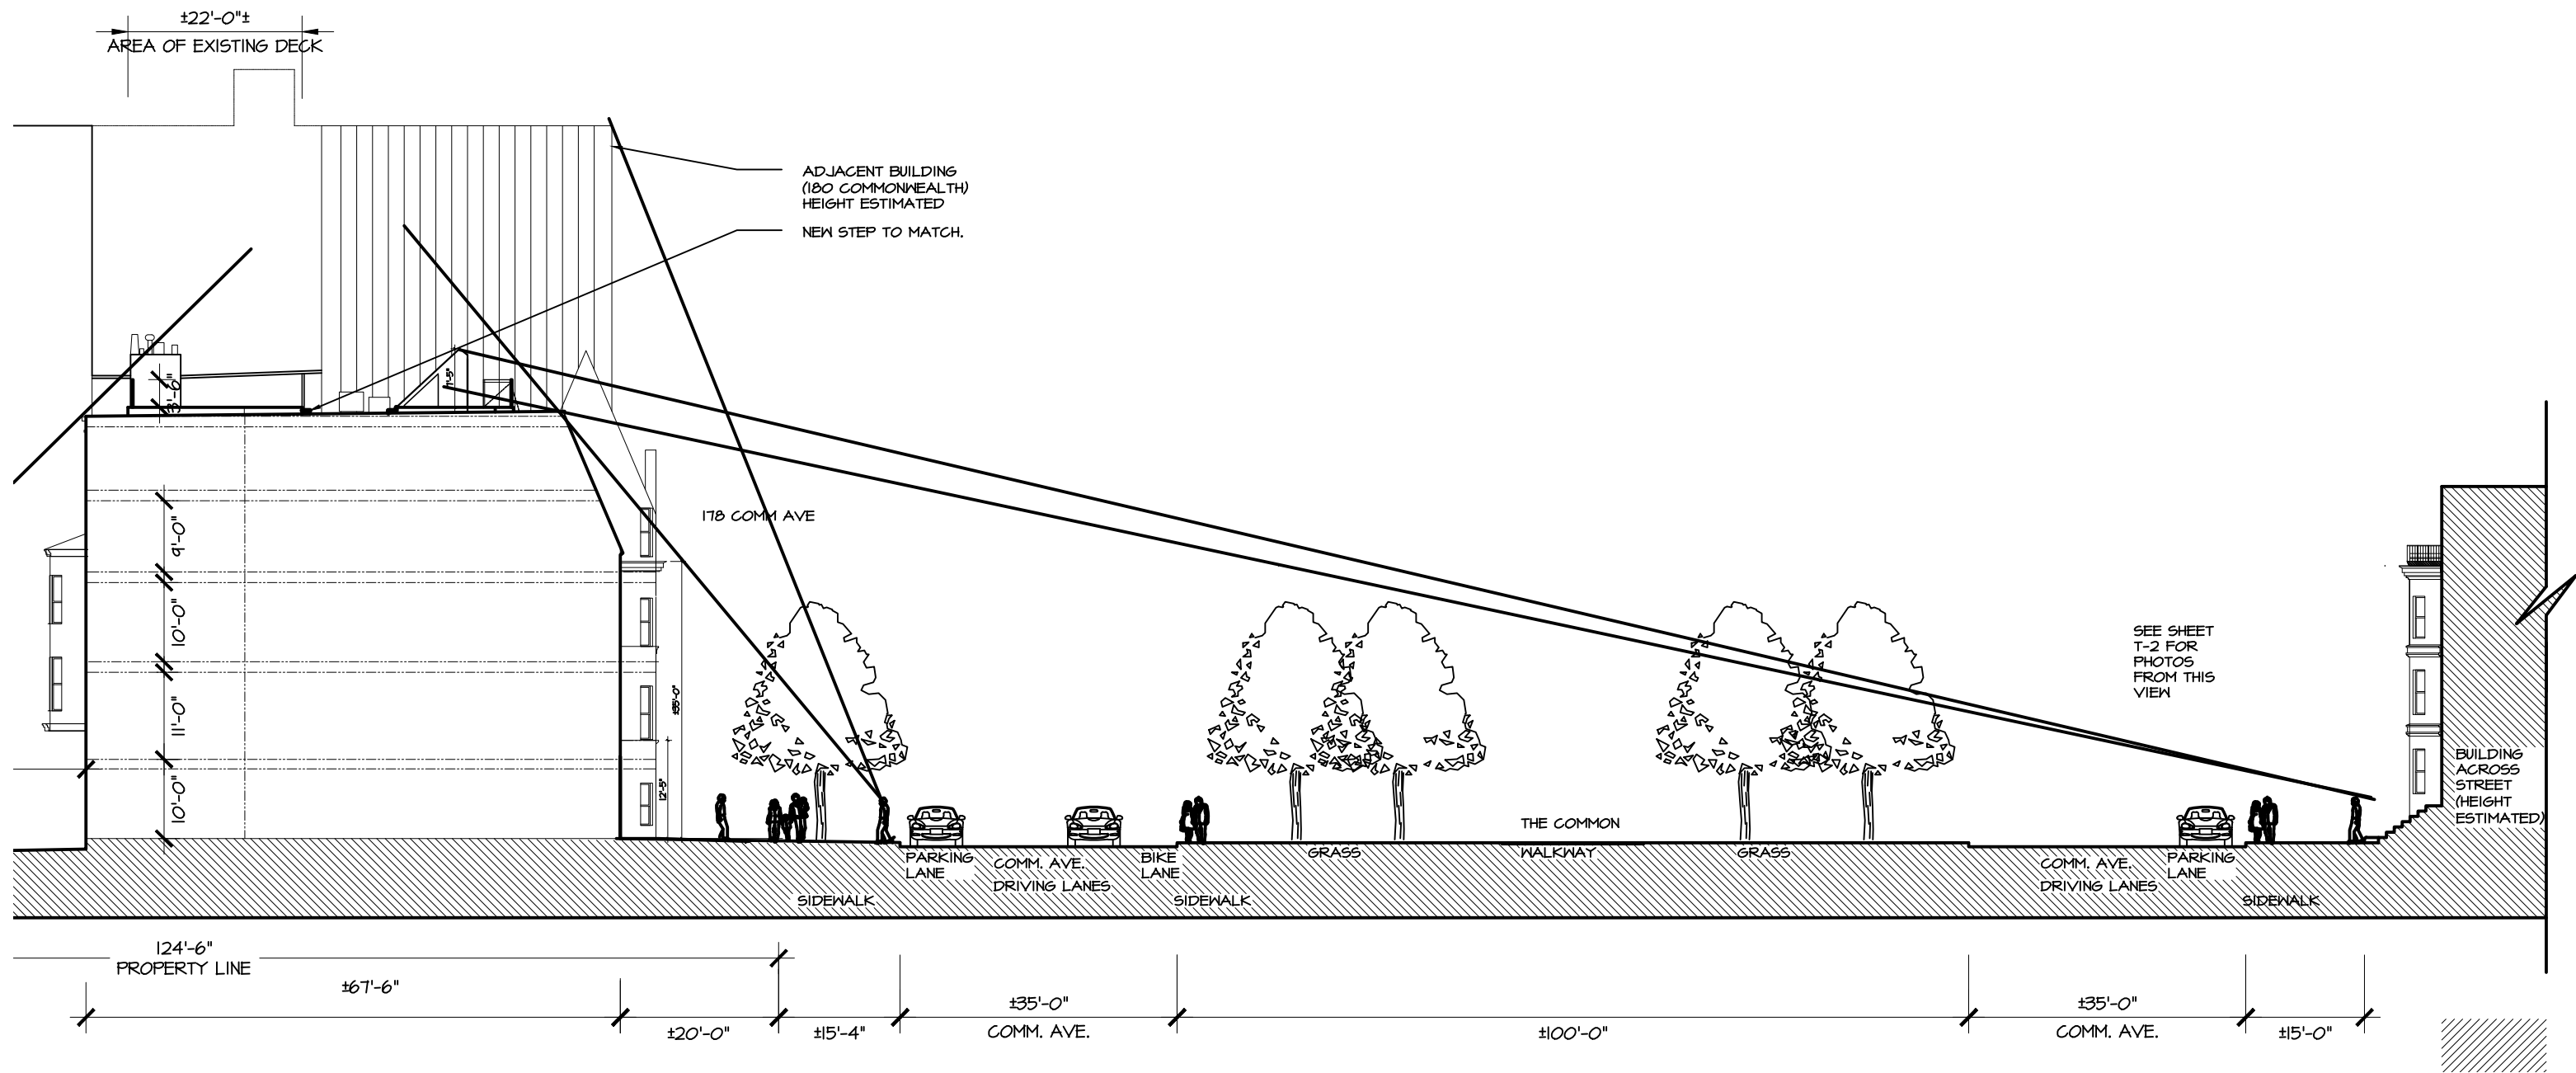 ±22'-0"±
AREA OF EXISTING DECK
ADJACENT BUILDING
(180 COMMONWEALTH)
HEIGHT ESTIMATED
NEW STEP TO MATCH.
3'-6"
7'-5"
178 COMM AVE
9'-0"
10'-0"
11'-0"
10'-0"
±35'-0"
12'-5"
SEE SHEET
T-2 FOR
PHOTOS
FROM THIS
VIEW
BUILDING
ACROSS
STREET
(HEIGHT
ESTIMATED)
THE COMMON
GRASS
WALKWAY
GRASS
PARKING
LANE
COMM. AVE.
DRIVING LANES
BIKE
LANE
COMM. AVE.
DRIVING LANES
PARKING
LANE
SIDEWALK
SIDEWALK
SIDEWALK
124'-6"
PROPERTY LINE
±67'-6"
±20'-0"
±15'-4"
±35'-0"
COMM. AVE.
±100'-0"
±35'-0"
COMM. AVE.
±15'-0"